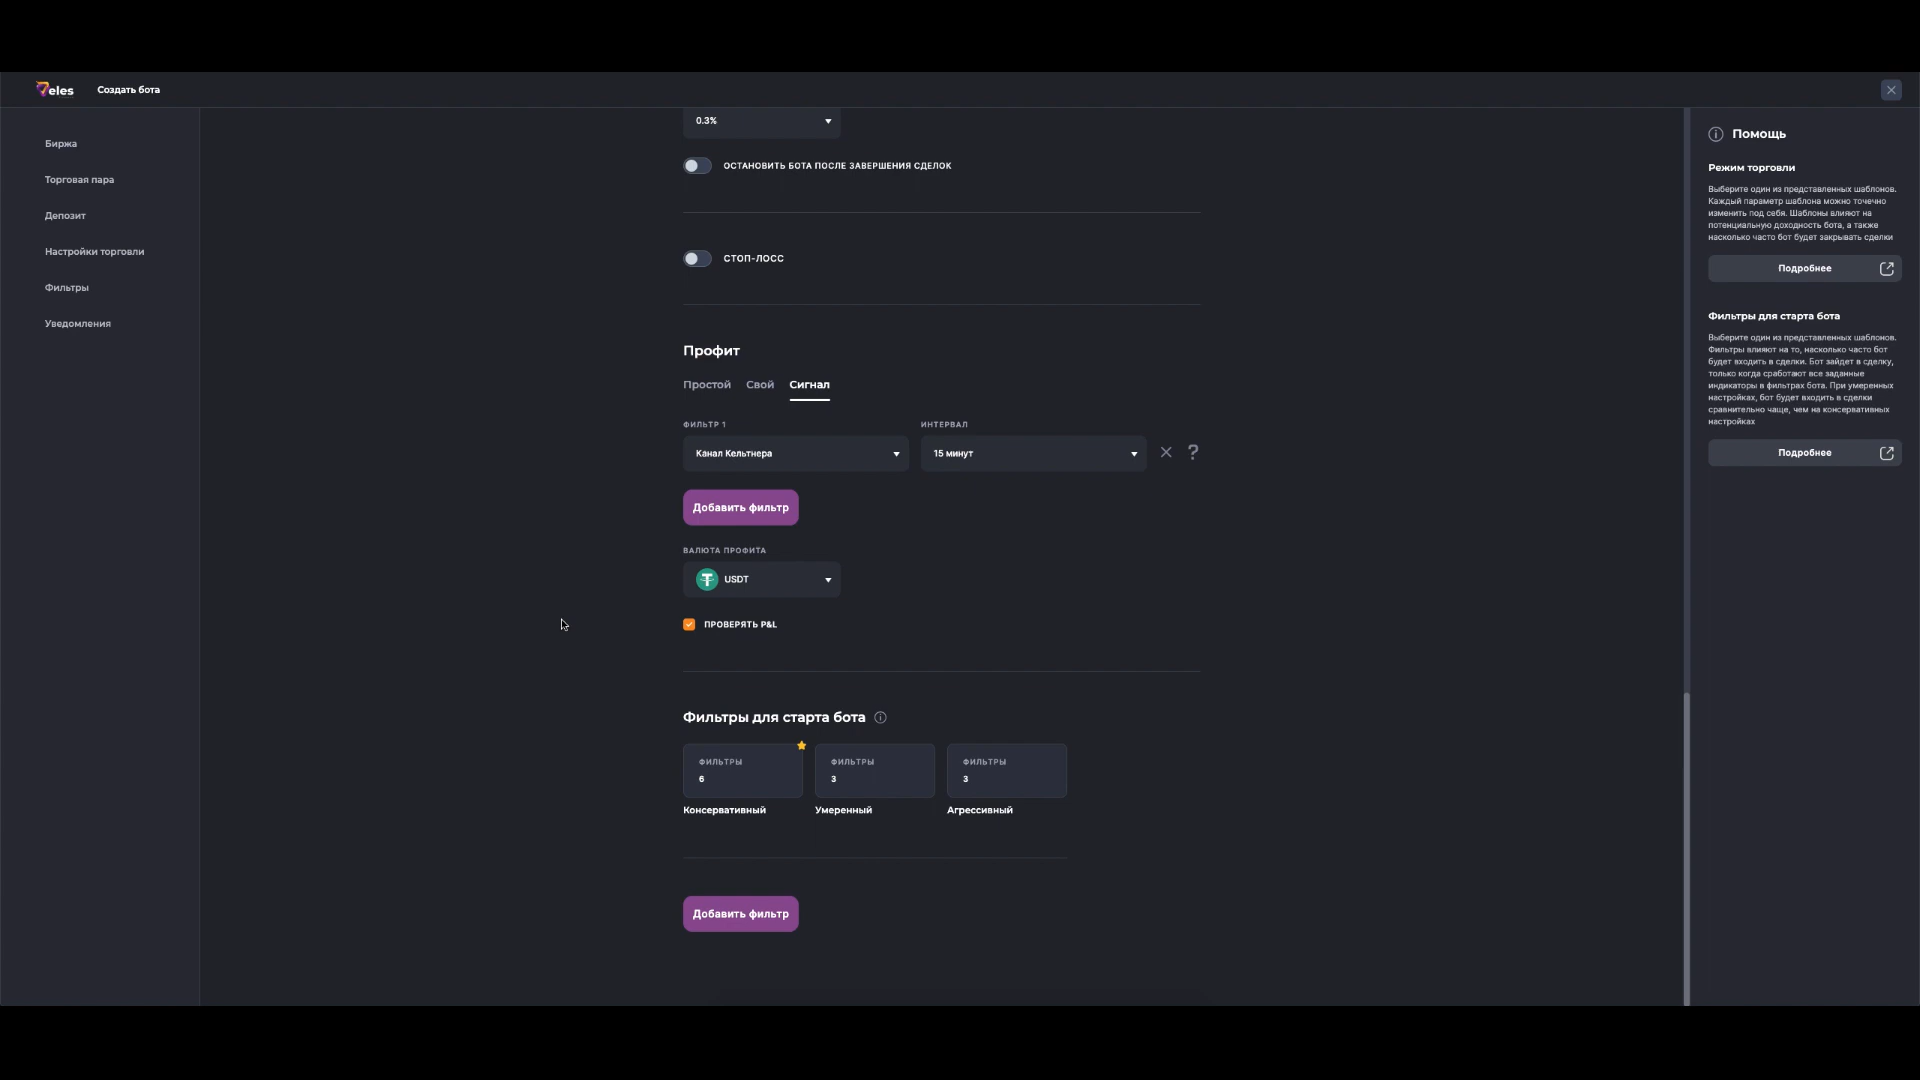 Veles
Создать бота
Биржа
Торговая пара
Депозит
Настройки торговли
Фильтры
Уведомления
0.3%
ОСТАНОВИТЬ БОТА ПОСЛЕ ЗАВЕРШЕНИЯ СДЕЛОК
СТОП-ЛОСС
Профит
Простой Свой Сигнал
ФИЛЬТР 1 ИНТЕРВАЛ
Канал Кельтнера 15 минут ?
Добавить фильтр
ВАЛЮТА ПРОФИТА
USDT
ПРОВЕРЯТЬ P&L
Фильтры для старта бота
ФИЛЬТРЫ ФИЛЬТРЫ ФИЛЬТРЫ
6 3 3
Консервативный Умеренный Агрессивный
Добавить фильтр
Помощь
Режим торговли
Выберите один из представленных шаблонов.
Каждый параметр шаблона можно точечно
изменить под себя. Шаблоны влияют на
потенциальную доходность бота, а также
насколько часто бот будет закрывать сделки
Подробнее
Фильтры для старта бота
Выберите один из представленных шаблонов.
Фильтры влияют на то, насколько часто бот
будет входить в сделки. Бот зайдет в сделку,
только когда сработают все заданные
индикаторы в фильтрах бота. При умеренных
настройках, бот будет входить в сделки
сравнительно чаще, чем на консервативных
настройках
Подробнее